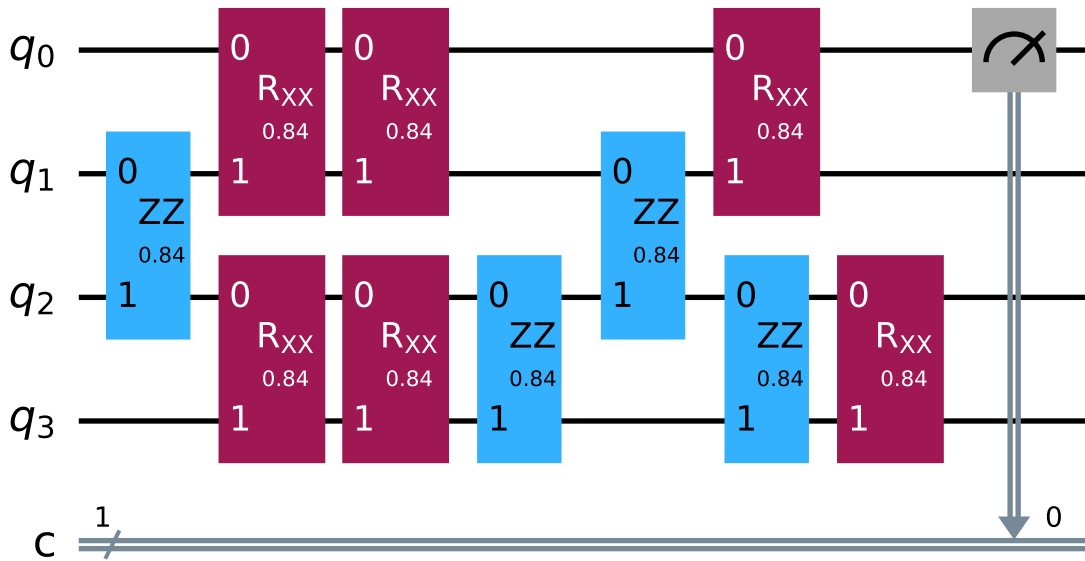 q0
0 0 0
RXX RXX RXX
0.84 0.84 0.84
q1
0 1 1 0 1
ZZ ZZ
0.84 0.84
q2
1 0 0 0 1 0 0
RXX RXX ZZ ZZ RXX
0.84 0.84 0.84 0.84 0.84
q3
1 1 1 1 1
1 0
c